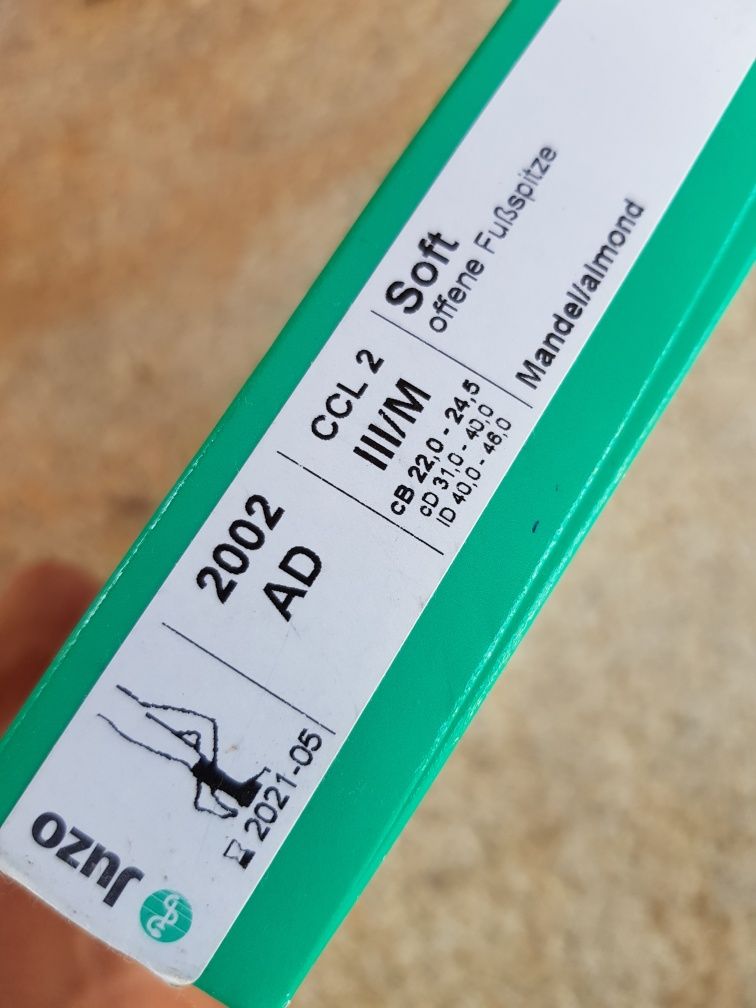 Juzo
2021-05
2002
AD
CCL 2
III/M
cB 22,0 - 24,5
cD 31,0 - 40,0
lD 40,0 - 46,0
Soft
offene Fußspitze
Mandel/almond